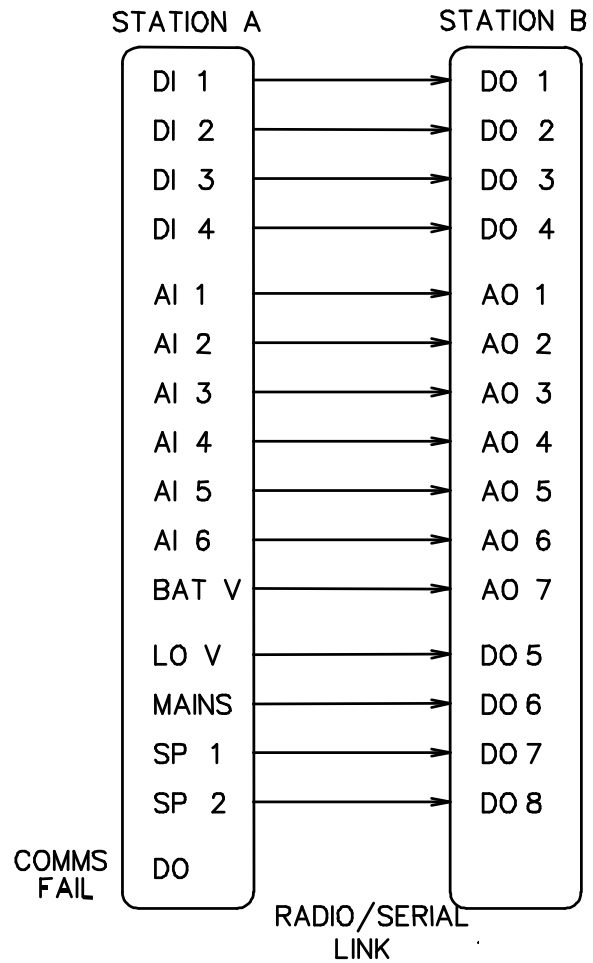 STATION A STATION B
DI 1 DO 1
DI 2 DO 2
DI 3 DO 3
DI 4 DO 4
AI 1 AO 1
AI 2 AO 2
AI 3 AO 3
AI 4 AO 4
AI 5 AO 5
AI 6 AO 6
BAT V AO 7
LO V DO 5
MAINS DO 6
SP 1 DO 7
SP 2 DO 8
COMMS
FAIL
DO
RADIO/SERIAL
LINK